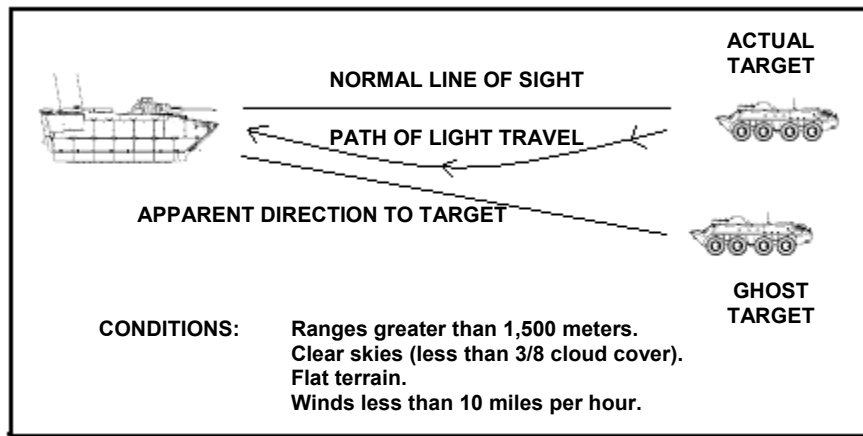 ACTUAL
TARGET
NORMAL LINE OF SIGHT
PATH OF LIGHT TRAVEL
APPARENT DIRECTION TO TARGET
GHOST
TARGET
CONDITIONS: Ranges greater than 1,500 meters.
Clear skies (less than 3/8 cloud cover).
Flat terrain.
Winds less than 10 miles per hour.